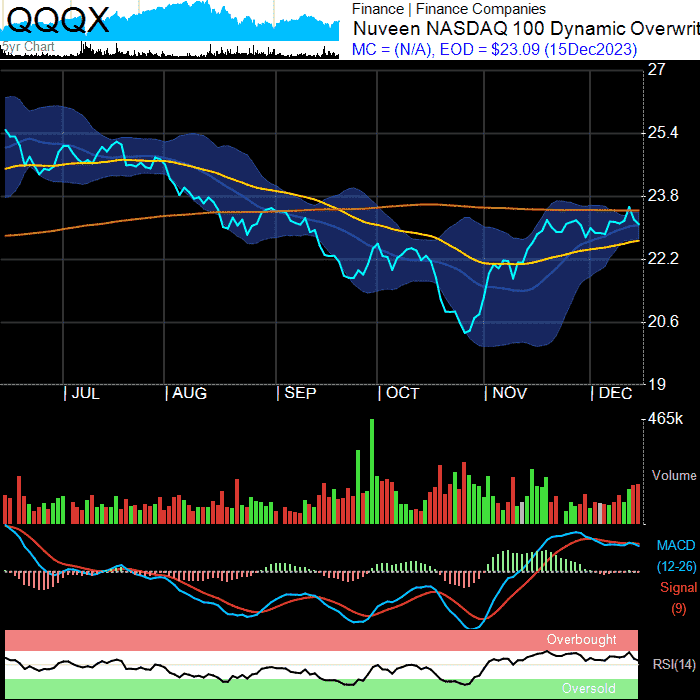 QQQX
Finance | Finance Companies
Nuveen NASDAQ 100 Dynamic Overwrit
5yr Chart
MC = (N/A), EOD = $23.09 (15Dec2023)
27
25.4
23.8
22.2
20.6
19
| JUL | AUG | SEP | OCT | NOV | DEC
465k
Volume
MACD
(12-26)
Signal
(9)
Overbought
RSI(14)
Oversold